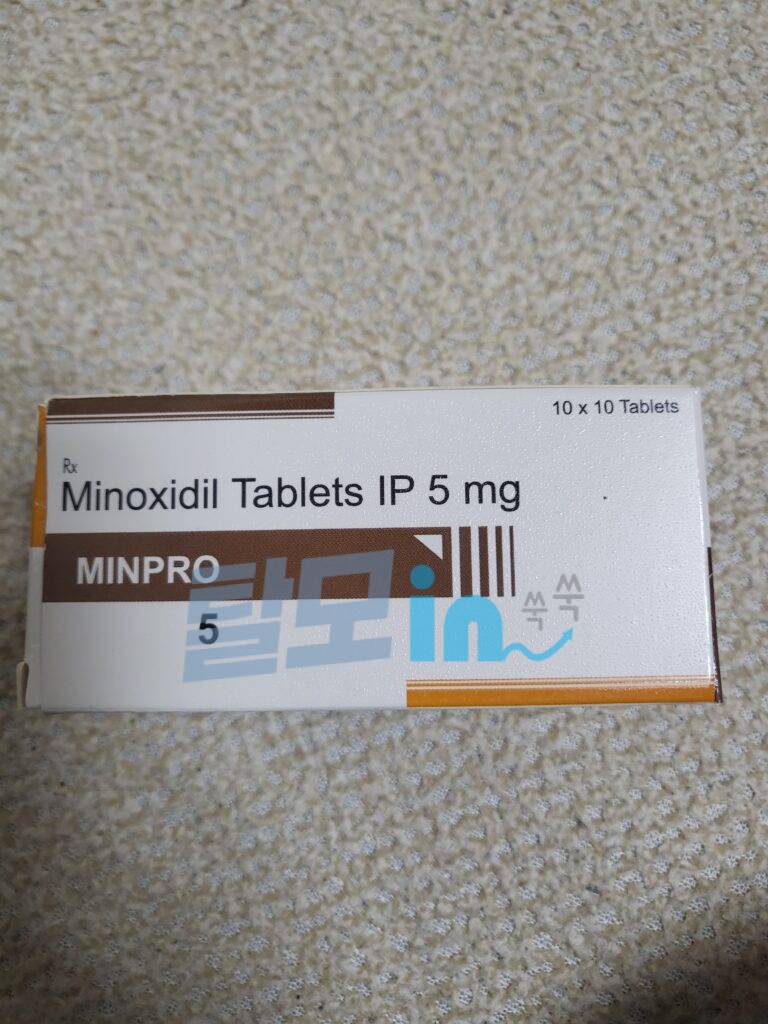 10 x 10 Tablets
Rx
Minoxidil Tablets IP 5 mg
MINPRO
5
탈모in
쑥쑥